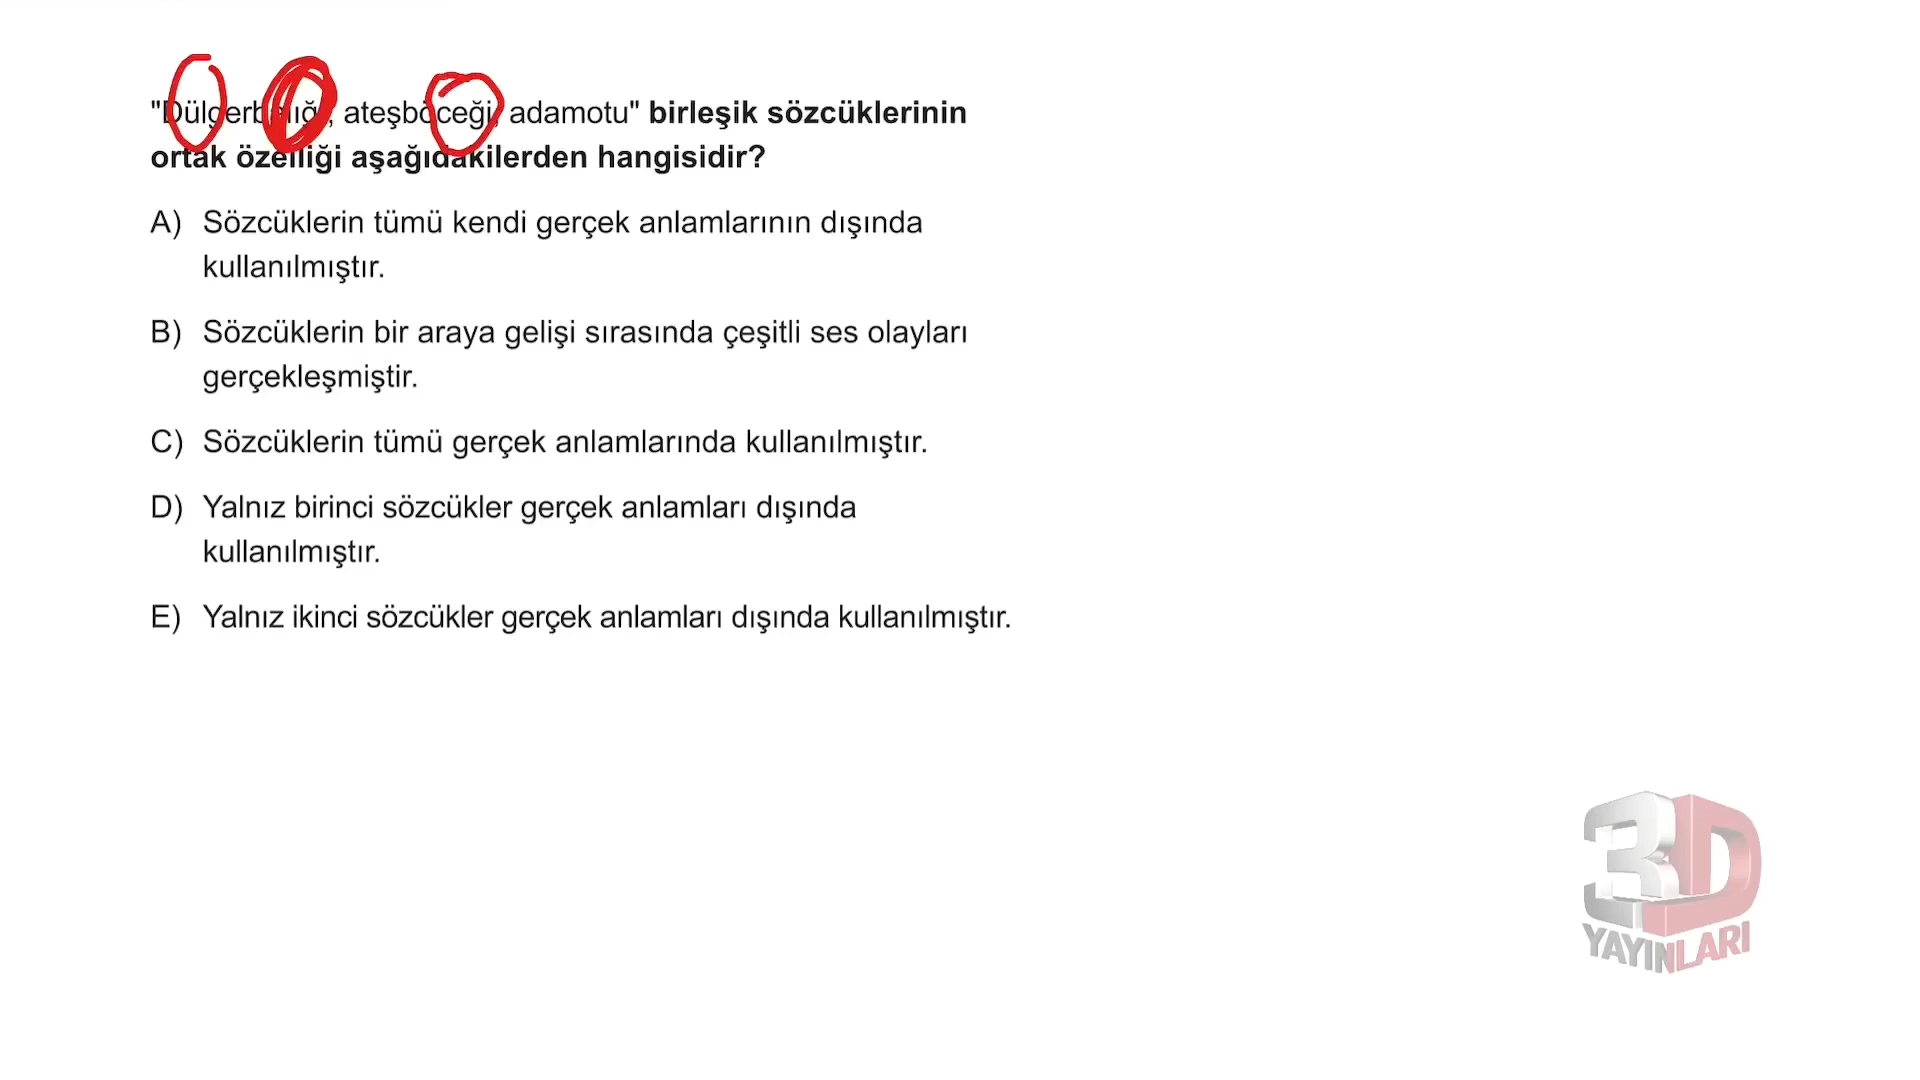 "Dülgerbalığı, ateşböceği, adamotu" birleşik sözcüklerinin
ortak özelliği aşağıdakilerden hangisidir?
A) Sözcüklerin tümü kendi gerçek anlamlarının dışında
kullanılmıştır.
B) Sözcüklerin bir araya gelişi sırasında çeşitli ses olayları
gerçekleşmiştir.
C) Sözcüklerin tümü gerçek anlamlarında kullanılmıştır.
D) Yalnız birinci sözcükler gerçek anlamları dışında
kullanılmıştır.
E) Yalnız ikinci sözcükler gerçek anlamları dışında kullanılmıştır.
3D
YAYINLARI